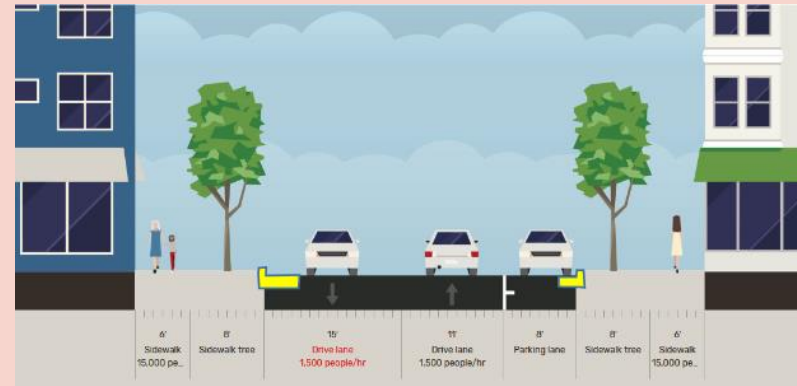 6'
Sidewalk
15,000 pe...
8'
Sidewalk tree
15'
Drive lane
1,500 people/hr
11'
Drive lane
1,500 people/hr
8'
Parking lane
8'
Sidewalk tree
6'
Sidewalk
15,000 pe...